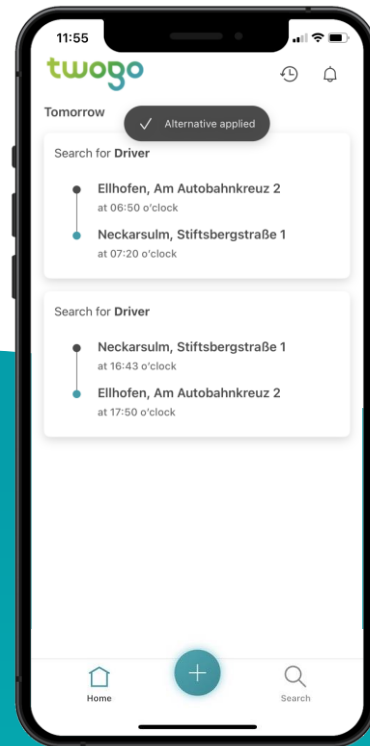 11:55
twogo
Tomorrow
Alternative applied
Search for Driver
Ellhofen, Am Autobahnkreuz 2
at 06:50 o'clock
Neckarsulm, Stiftsbergstraße 1
at 07:20 o'clock
Search for Driver
Neckarsulm, Stiftsbergstraße 1
at 16:43 o'clock
Ellhofen, Am Autobahnkreuz 2
at 17:50 o'clock
Home
Search